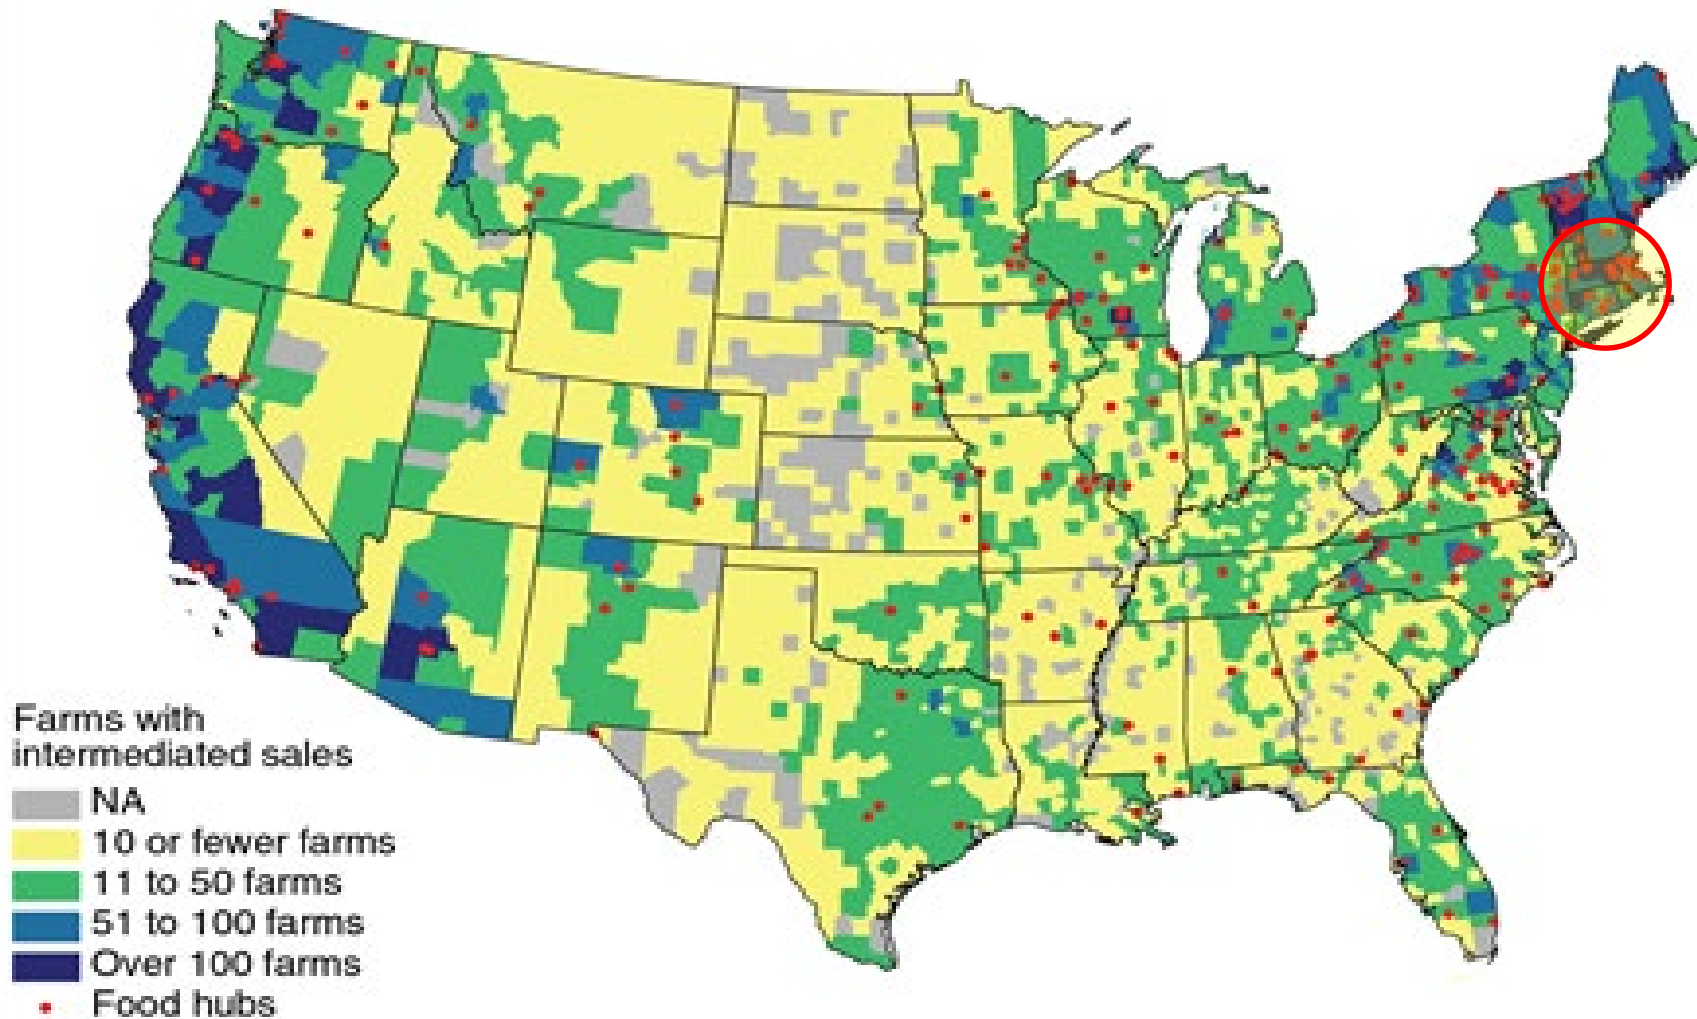 Farms with
intermediated sales
NA
10 or fewer farms
11 to 50 farms
51 to 100 farms
Over 100 farms
Food hubs